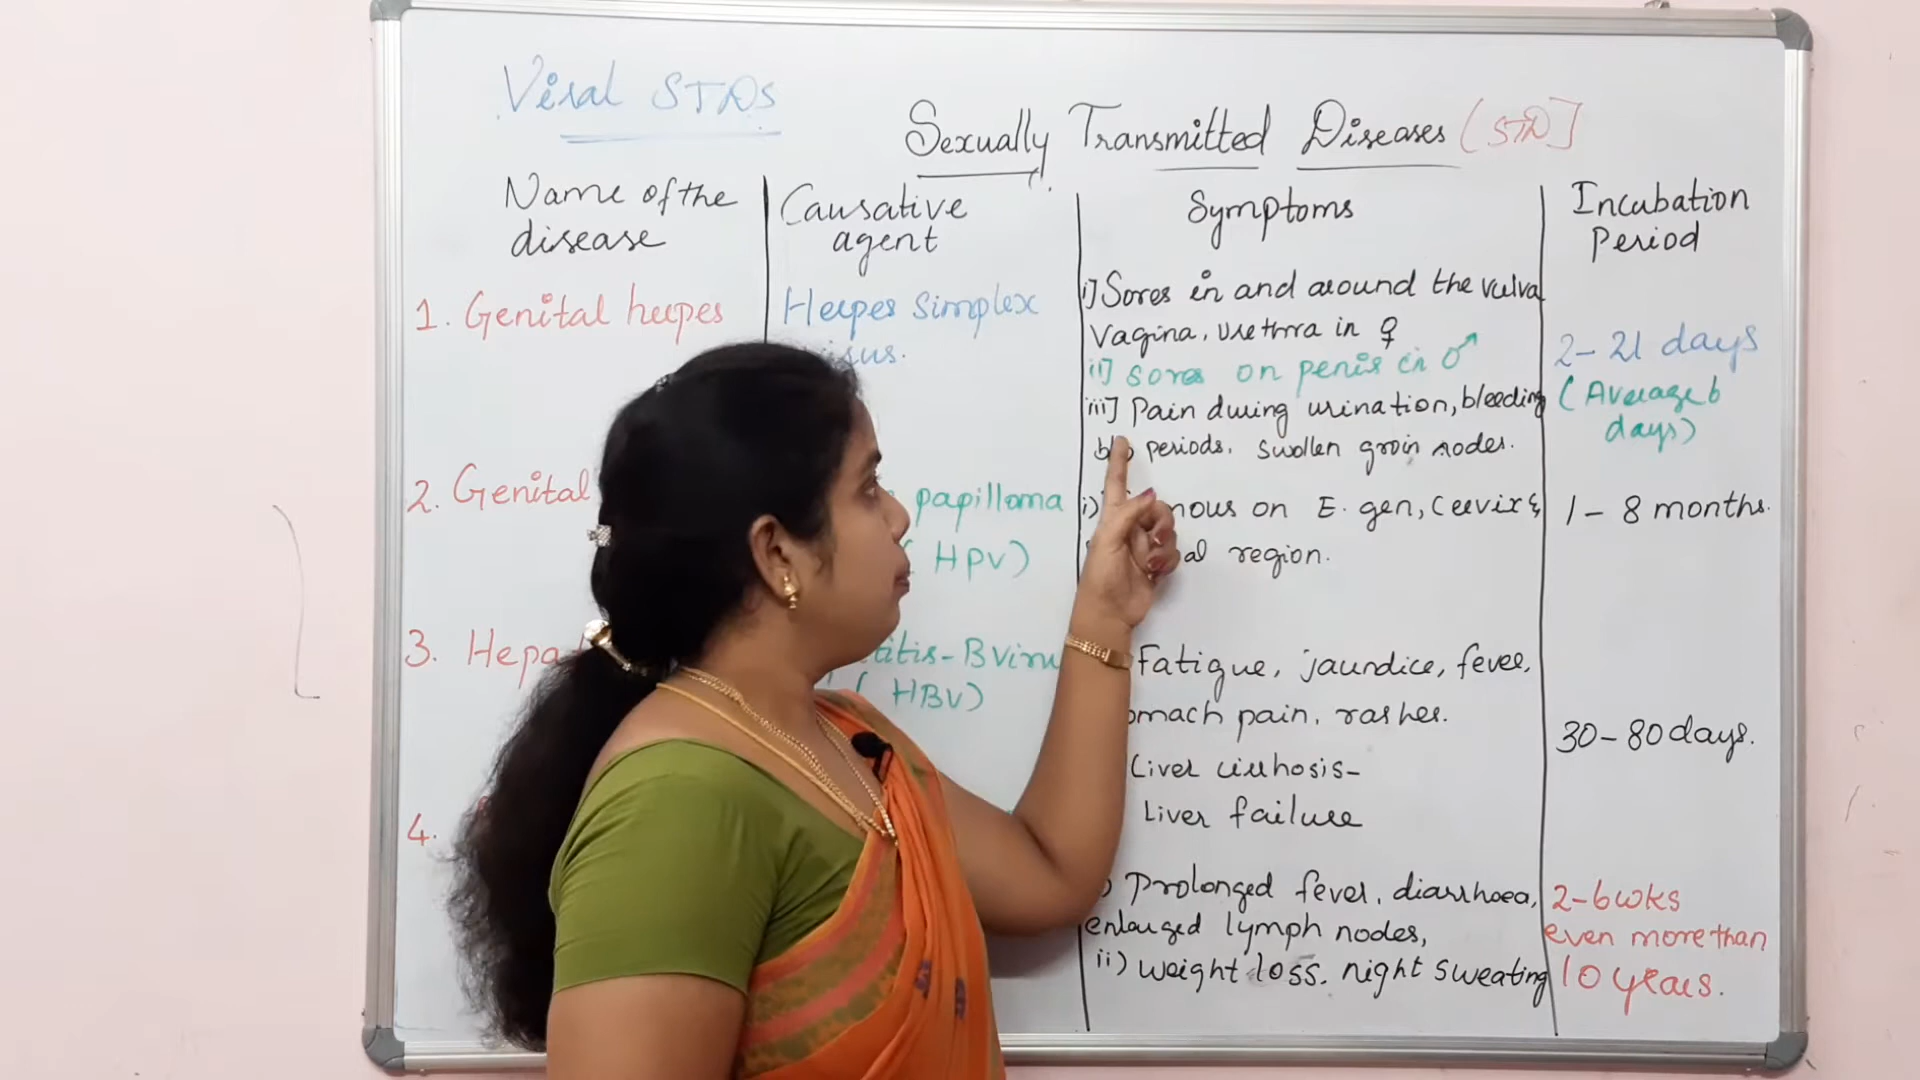 Viral STDs
Sexually Transmitted Diseases (STD]
Name of the
disease
Causative
agent
Symptoms
Incubation
Period
1. Genital herpes
Herpes Simplex
i] Sores in and around the vulva
Vagina, urethra in ♀
ii] Sores on penis in ♂
iii] Pain during urination, bleeding
periods. Swollen groin nodes.
2-21 days
(Average 6
days)
2. Genital
papilloma
(HPV)
i)
on E. gen, Cervix &
region.
1-8 months.
3.
B Viru
(HBV)
Fatigue, jaundice, fever,
pain, rashes.
Liver cirrhosis-
Liver failure
30-80 days.
4.
Prolonged fever, diarrhoea,
enlarged lymph nodes,
ii) weight loss. night sweating
2-6 wks
even more than
10 years.